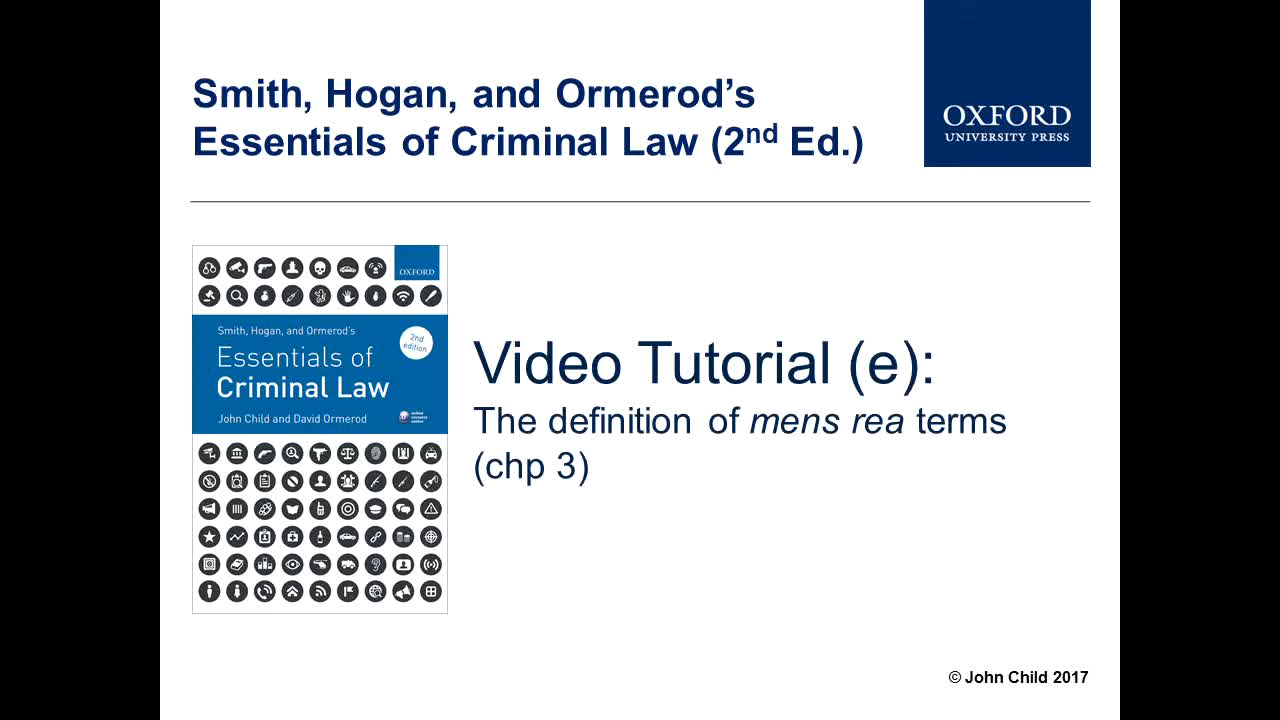 Smith, Hogan, and Ormerod's
Essentials of Criminal Law (2nd Ed.)
OXFORD
UNIVERSITY PRESS
OXFORD
Smith, Hogan, and Ormerod's
2nd
edition
Essentials of
Criminal Law
John Child and David Ormerod
Video Tutorial (e):
The definition of mens rea terms
(chp 3)
© John Child 2017